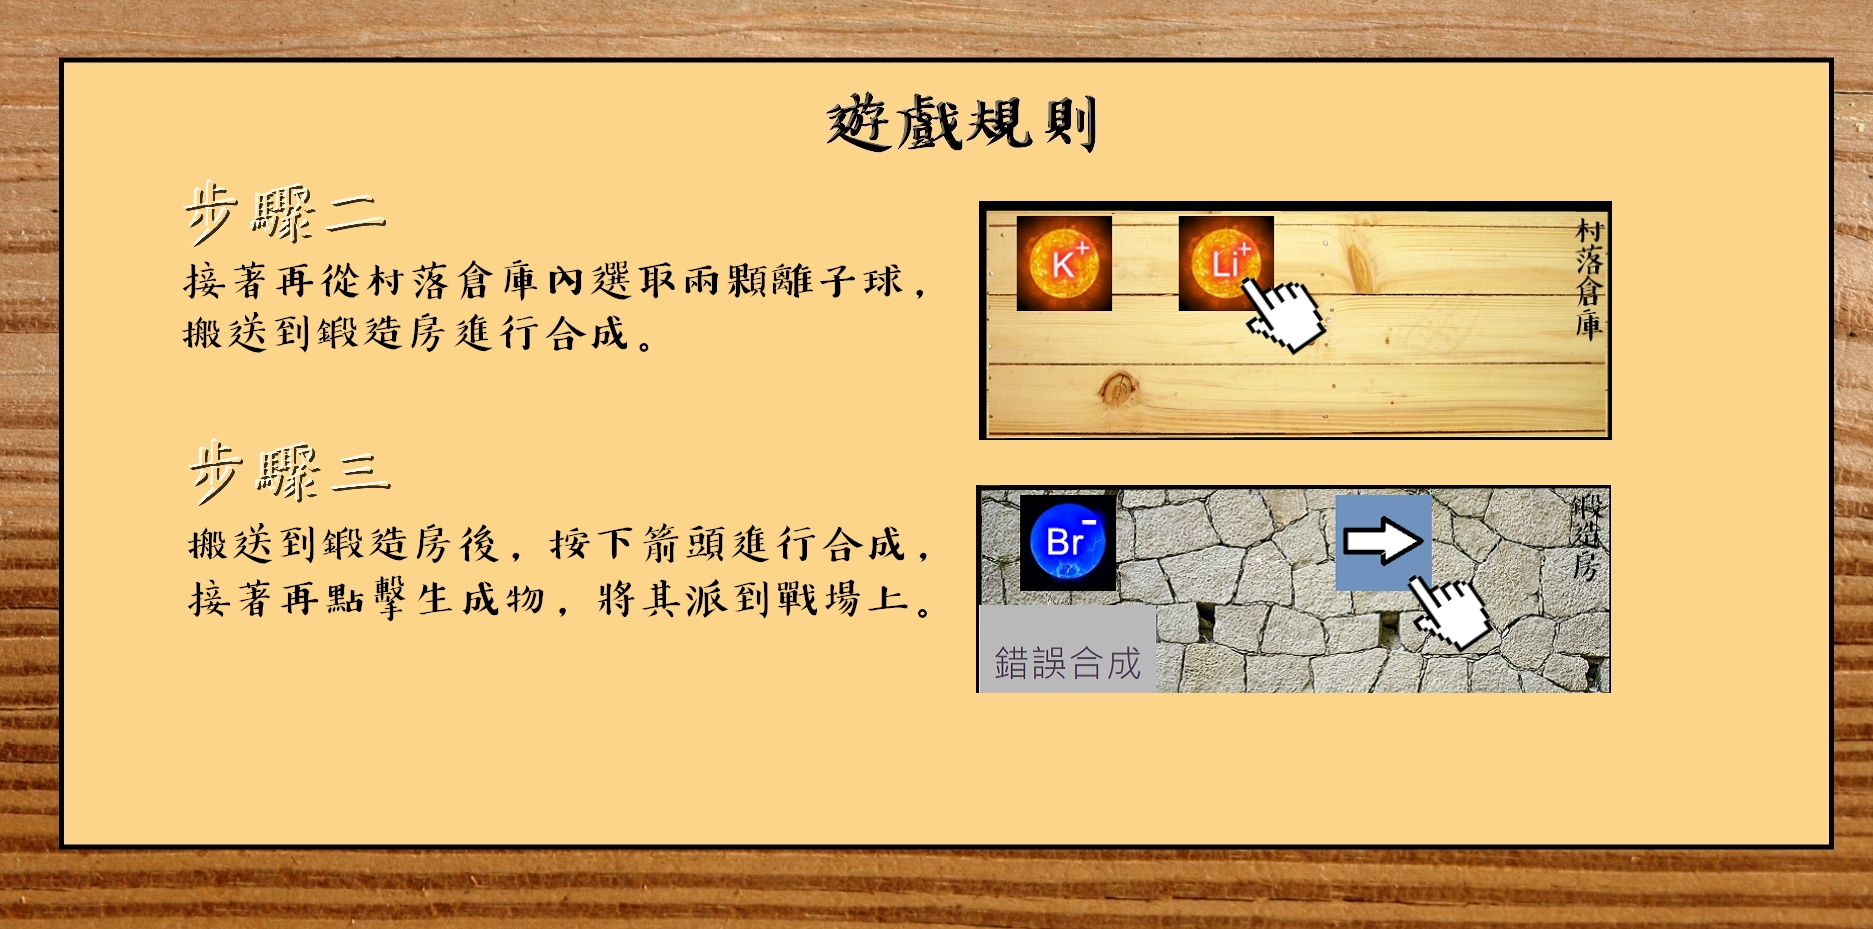 遊戲規則
步驟二
接著再從村落倉庫內選取兩顆離子球，
搬送到鍛造房進行合成。
K+
Li+
村落倉庫
步驟三
搬送到鍛造房後，按下箭頭進行合成，
接著再點擊生成物，將其派到戰場上。
Br-
鍛造房
錯誤合成